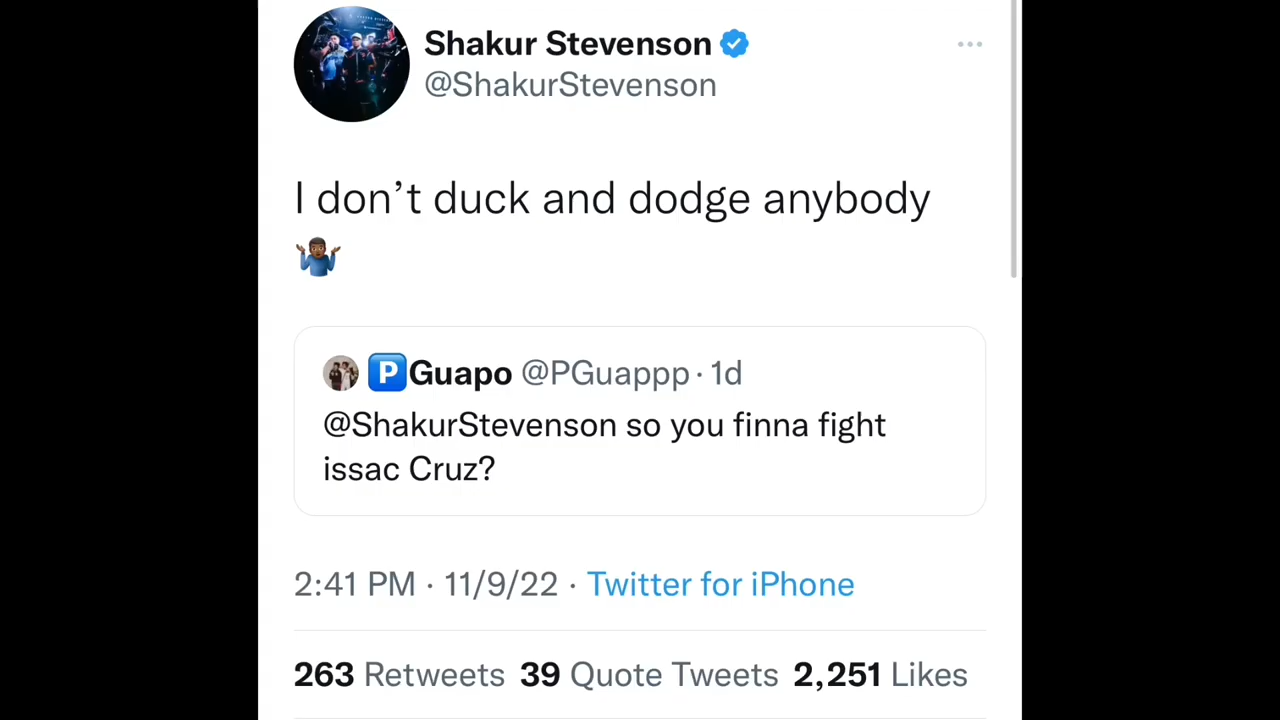 Shakur Stevenson
@ShakurStevenson
I don’t duck and dodge anybody
🤷🏾‍♂️
🅿️Guapo @PGuappp · 1d
@ShakurStevenson so you finna fight
issac Cruz?
2:41 PM · 11/9/22 · Twitter for iPhone
263 Retweets 39 Quote Tweets 2,251 Likes